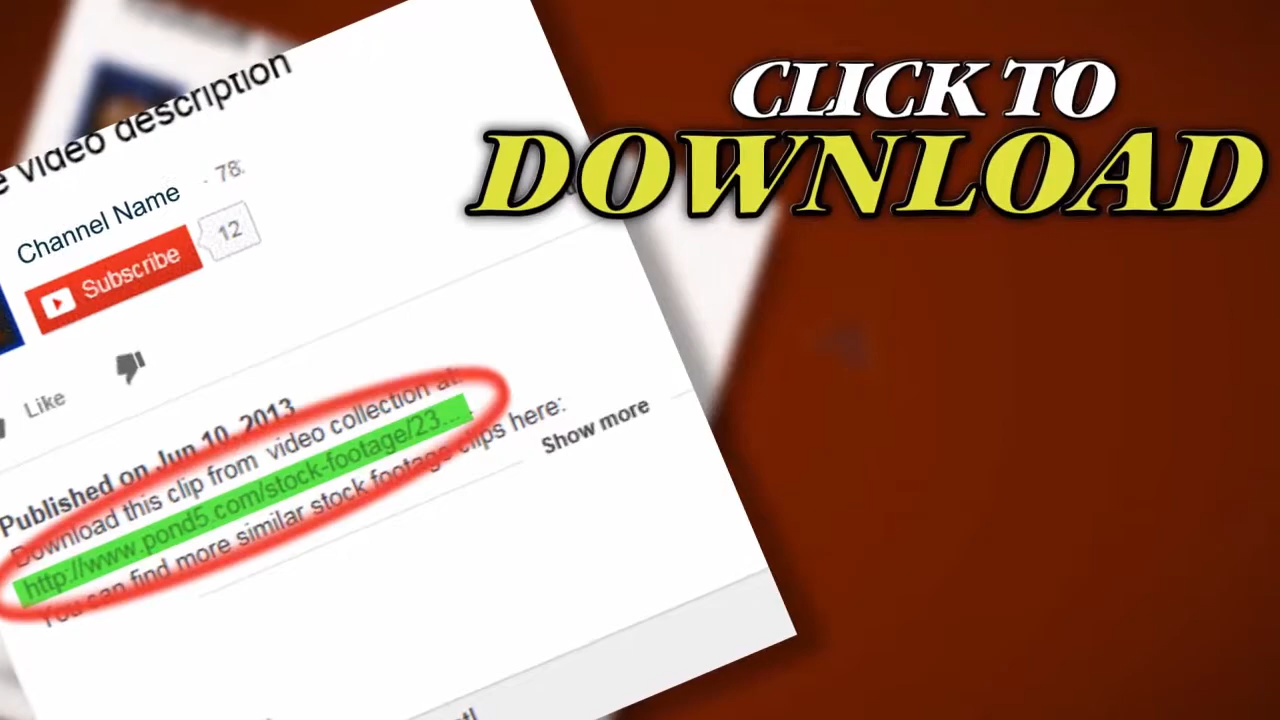 CLICK TO
DOWNLOAD
video description
Channel Name
Subscribe
12
Like
Published on Jun 10, 2013
Download this clip from video collection at:
http://www.pond5.com/stock-footage/23...
You can find more similar stock footage clips here:
Show more